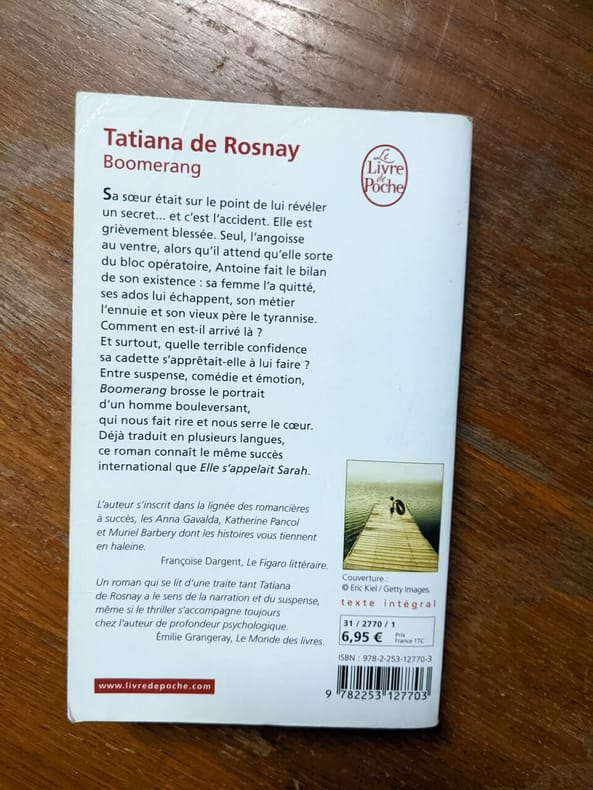 Tatiana de Rosnay
Boomerang
Le
Livre
de
Poche
Sa sœur était sur le point de lui révéler
un secret... et c'est l'accident. Elle est
grièvement blessée. Seul, l'angoisse
au ventre, alors qu'il attend qu'elle sorte
du bloc opératoire, Antoine fait le bilan
de son existence : sa femme l'a quitté,
ses ados lui échappent, son métier
l'ennuie et son vieux père le tyrannise.
Comment en est-il arrivé là ?
Et surtout, quelle terrible confidence
sa cadette s'apprêtait-elle à lui faire ?
Entre suspense, comédie et émotion,
Boomerang brosse le portrait
d'un homme bouleversant,
qui nous fait rire et nous serre le cœur.
Déjà traduit en plusieurs langues,
ce roman connaît le même succès
international que Elle s'appelait Sarah.
L'auteur s'inscrit dans la lignée des romancières
à succès, les Anna Gavalda, Katherine Pancol
et Muriel Barbery dont les histoires vous tiennent
en haleine.
Françoise Dargent, Le Figaro littéraire.
Un roman qui se lit d'une traite tant Tatiana
de Rosnay a le sens de la narration et du suspense,
même si le thriller s'accompagne toujours
chez l'auteur de profondeur psychologique.
Émilie Grangeray, Le Monde des livres.
www.livredepoche.com
Couverture :
© Eric Kiel / Getty Images.
texte intégral
31 / 2770 / 1
6,95 € Prix
France TTC
ISBN : 978-2-253-12770-3
9 782253 127703